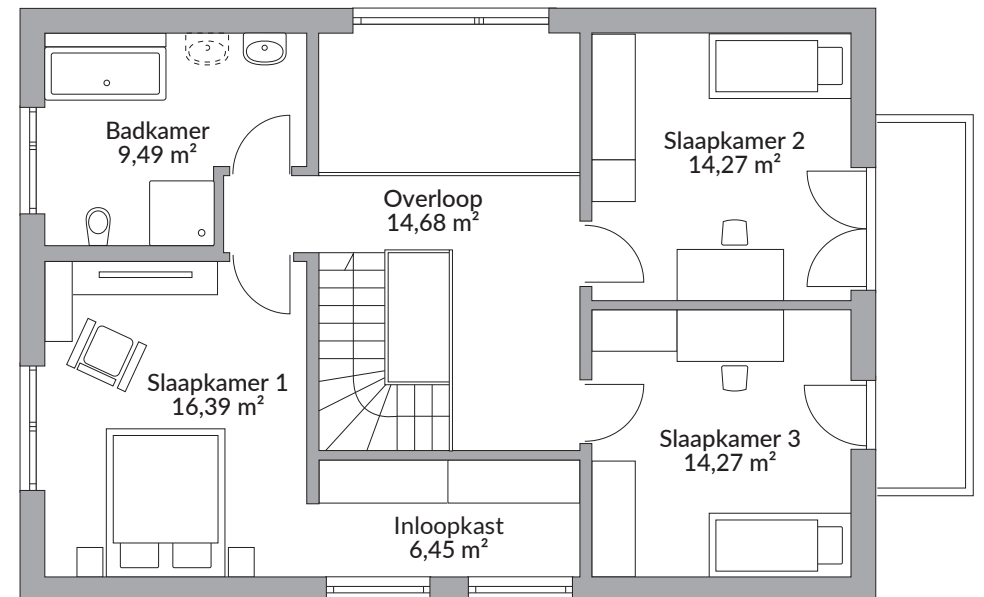 Badkamer
9,49 m²
Slaapkamer 2
14,27 m²
Overloop
14,68 m²
Slaapkamer 1
16,39 m²
Slaapkamer 3
14,27 m²
Inloopkast
6,45 m²